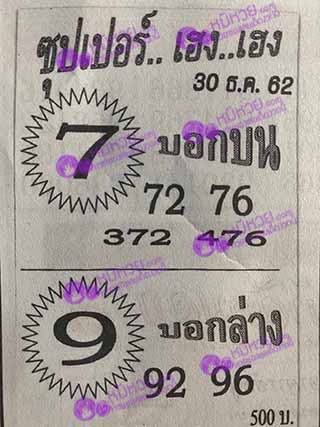 ซุปเปอร์..เฮง..เฮง
30 ธ.ค. 62
7 บอกบน
72 76
372 476
9 บอกล่าง
92 96
500 บ.